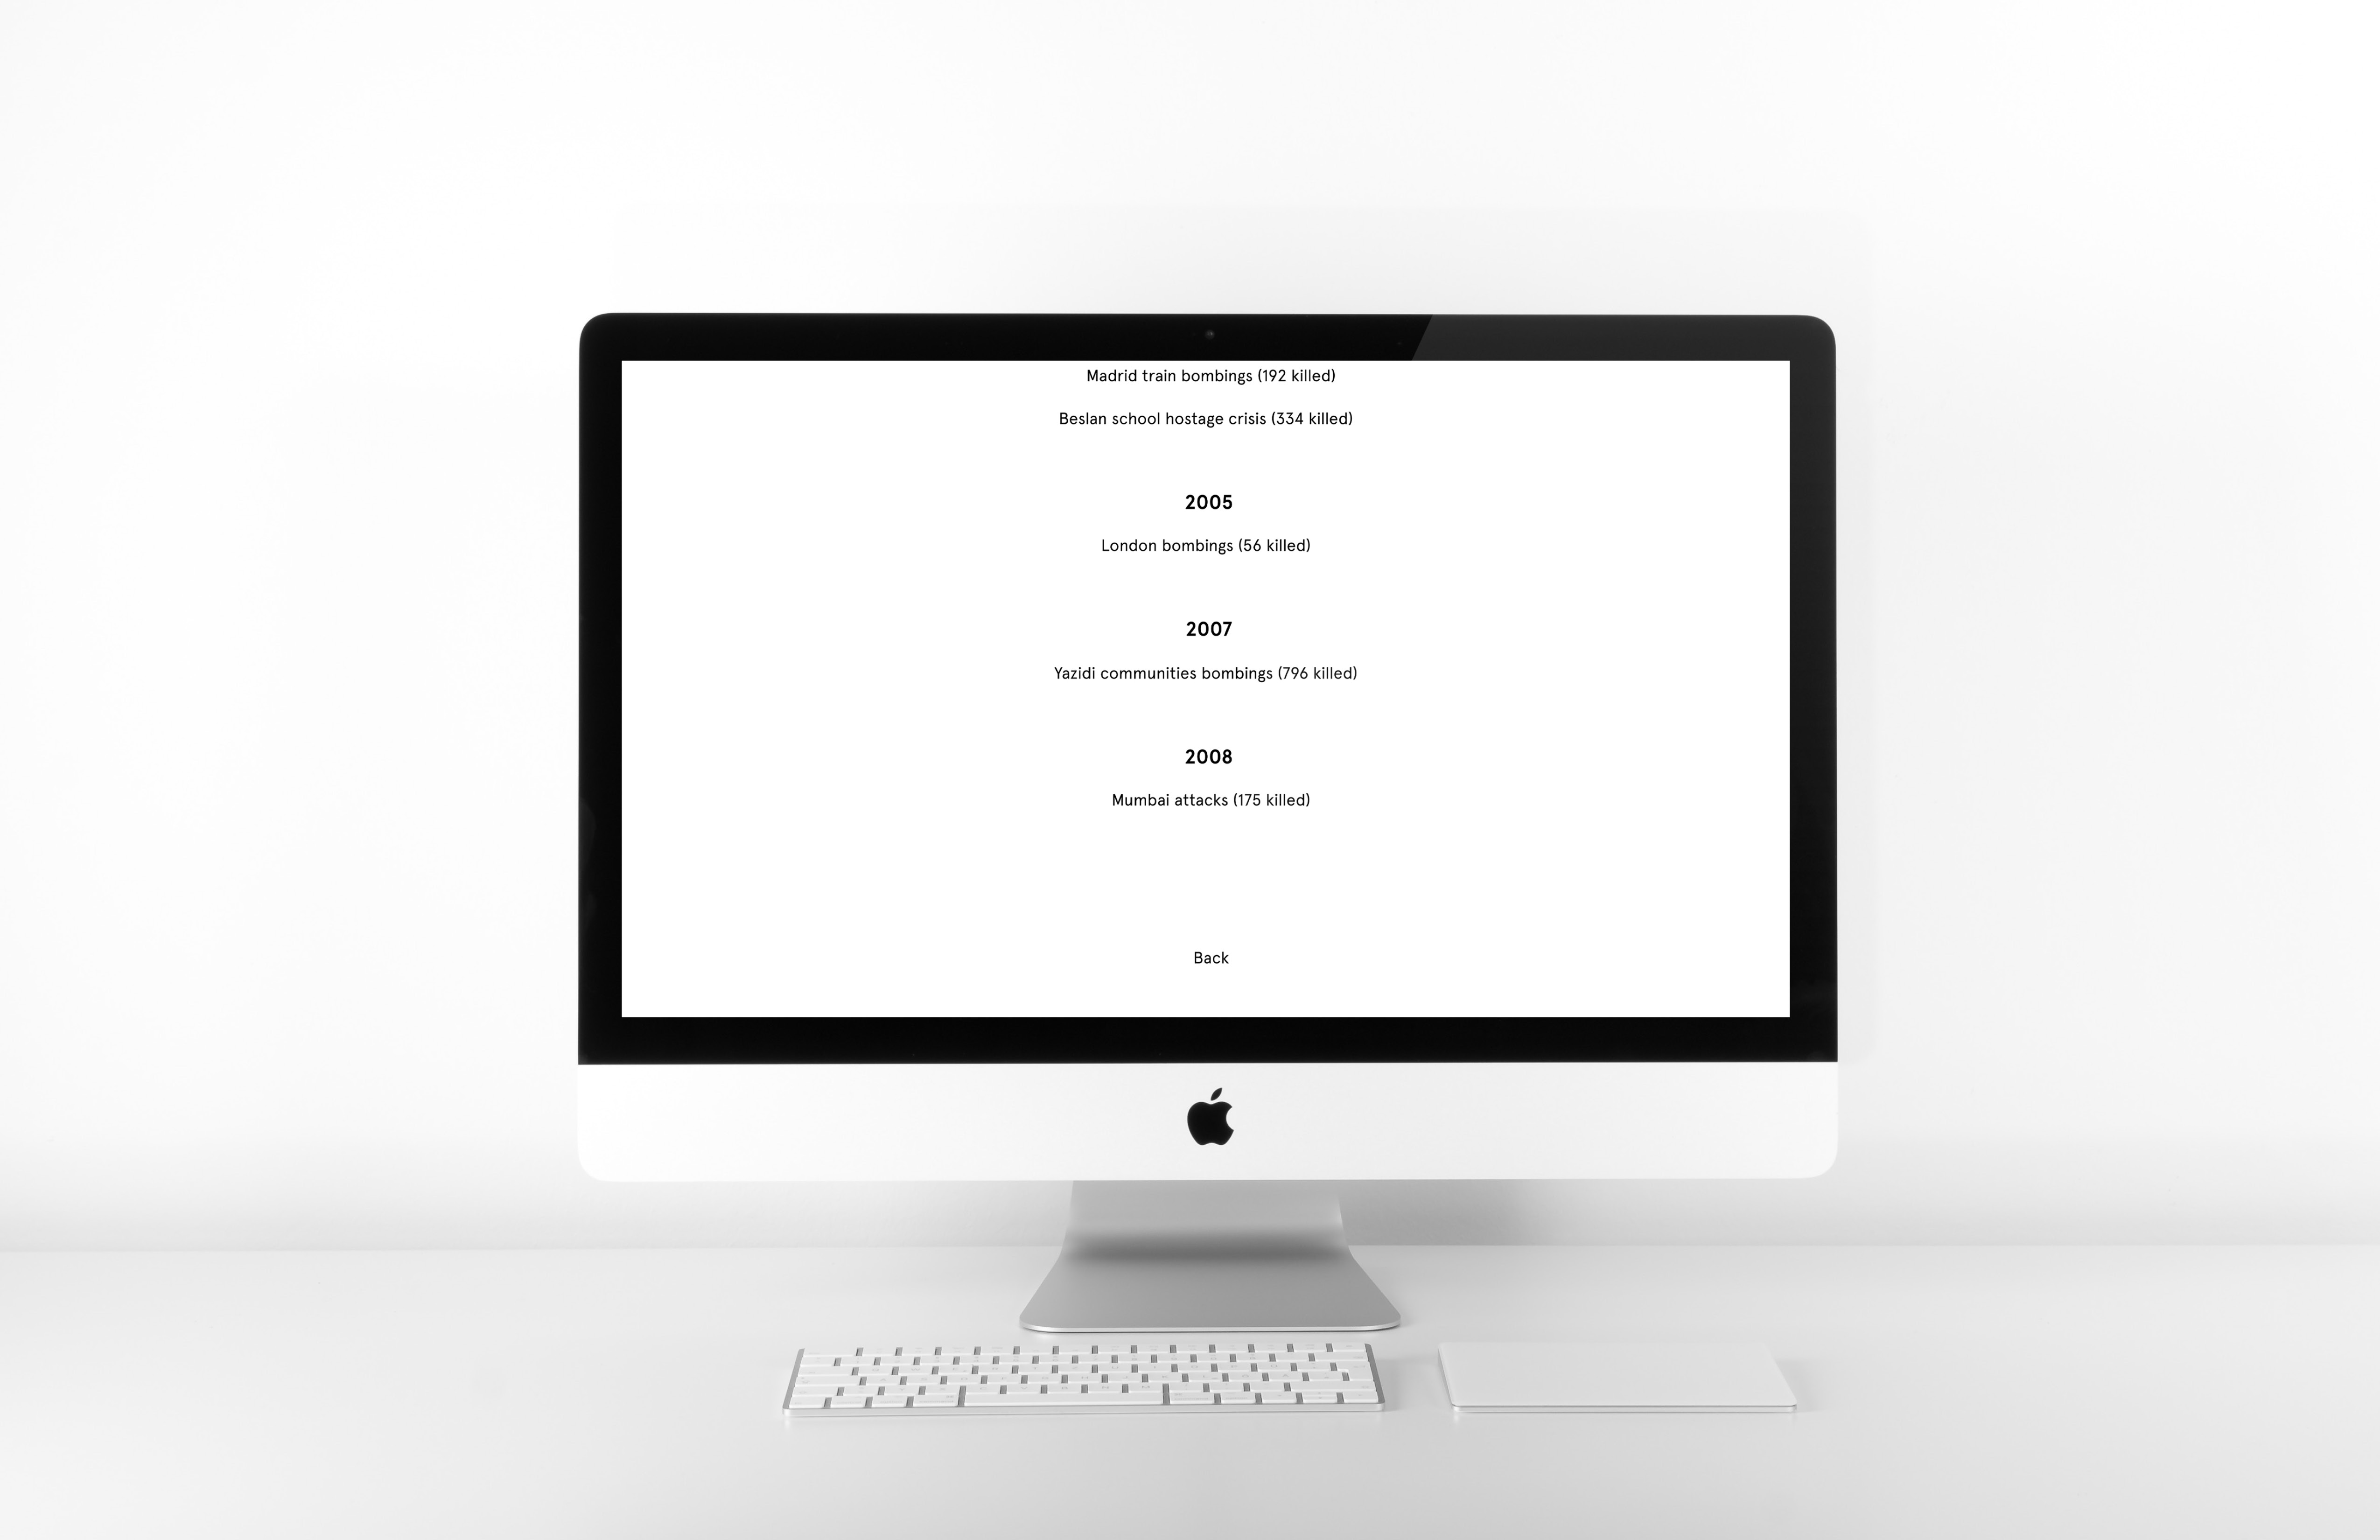 Madrid train bombings (192 killed)
Beslan school hostage crisis (334 killed)
2005
London bombings (56 killed)
2007
Yazidi communities bombings (796 killed)
2008
Mumbai attacks (175 killed)
Back